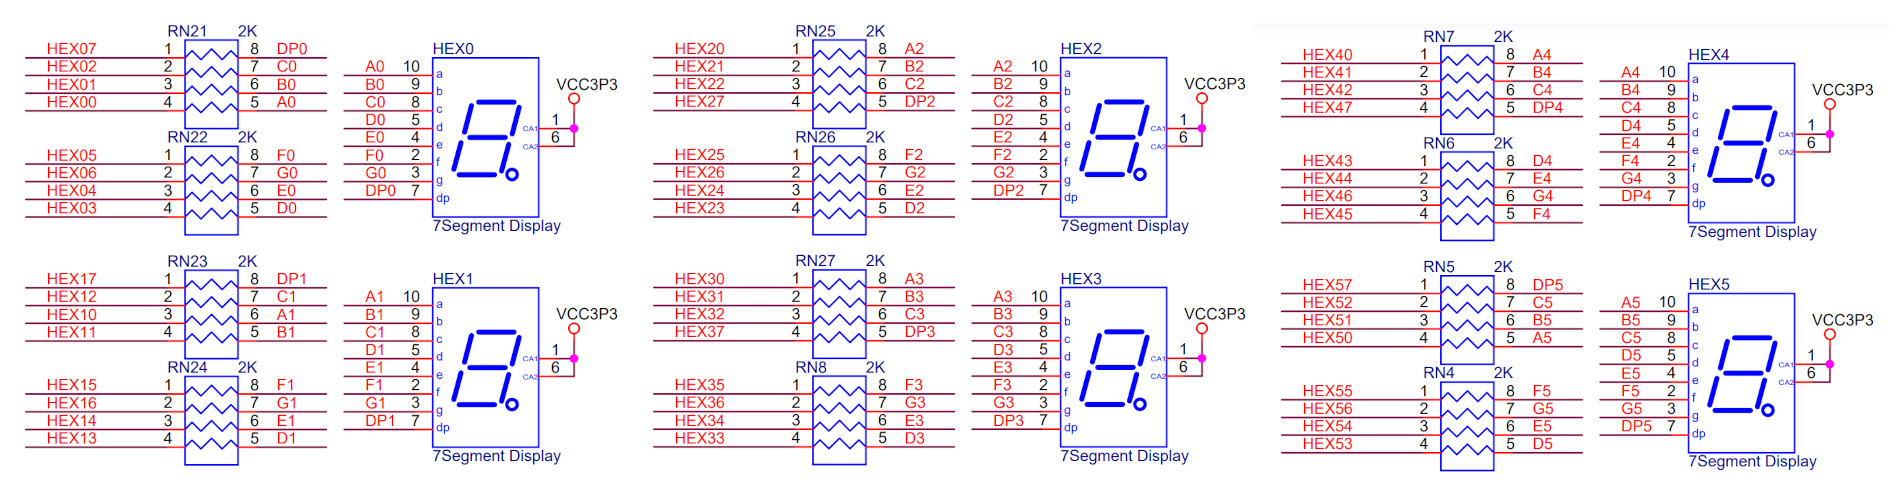 RN21 2K
HEX07 1 8 DP0
HEX02 2 7 C0
HEX01 3 6 B0
HEX00 4 5 A0
RN22 2K
HEX05 1 8 F0
HEX06 2 7 G0
HEX04 3 6 E0
HEX03 4 5 D0
HEX0
A0 10 a
B0 9 b
C0 8 c
D0 5 d
E0 4 e
F0 2 f
G0 3 g
DP0 7 dp
VCC3P3
CA1 1
CA2 6
7Segment Display
RN23 2K
HEX17 1 8 DP1
HEX12 2 7 C1
HEX10 3 6 A1
HEX11 4 5 B1
RN24 2K
HEX15 1 8 F1
HEX16 2 7 G1
HEX14 3 6 E1
HEX13 4 5 D1
HEX1
A1 10 a
B1 9 b
C1 8 c
D1 5 d
E1 4 e
F1 2 f
G1 3 g
DP1 7 dp
VCC3P3
CA1 1
CA2 6
7Segment Display
RN25 2K
HEX20 1 8 A2
HEX21 2 7 B2
HEX22 3 6 C2
HEX27 4 5 DP2
RN26 2K
HEX25 1 8 F2
HEX26 2 7 G2
HEX24 3 6 E2
HEX23 4 5 D2
HEX2
A2 10 a
B2 9 b
C2 8 c
D2 5 d
E2 4 e
F2 2 f
G2 3 g
DP2 7 dp
VCC3P3
CA1 1
CA2 6
7Segment Display
RN27 2K
HEX30 1 8 A3
HEX31 2 7 B3
HEX32 3 6 C3
HEX37 4 5 DP3
RN8 2K
HEX35 1 8 F3
HEX36 2 7 G3
HEX34 3 6 E3
HEX33 4 5 D3
HEX3
A3 10 a
B3 9 b
C3 8 c
D3 5 d
E3 4 e
F3 2 f
G3 3 g
DP3 7 dp
VCC3P3
CA1 1
CA2 6
7Segment Display
RN7 2K
HEX40 1 8 A4
HEX41 2 7 B4
HEX42 3 6 C4
HEX47 4 5 DP4
RN6 2K
HEX43 1 8 D4
HEX44 2 7 E4
HEX46 3 6 G4
HEX45 4 5 F4
HEX4
A4 10 a
B4 9 b
C4 8 c
D4 5 d
E4 4 e
F4 2 f
G4 3 g
DP4 7 dp
VCC3P3
CA1 1
CA2 6
7Segment Display
RN5 2K
HEX57 1 8 DP5
HEX52 2 7 C5
HEX51 3 6 B5
HEX50 4 5 A5
RN4 2K
HEX55 1 8 F5
HEX56 2 7 G5
HEX54 3 6 E5
HEX53 4 5 D5
HEX5
A5 10 a
B5 9 b
C5 8 c
D5 5 d
E5 4 e
F5 2 f
G5 3 g
DP5 7 dp
VCC3P3
CA1 1
CA2 6
7Segment Display